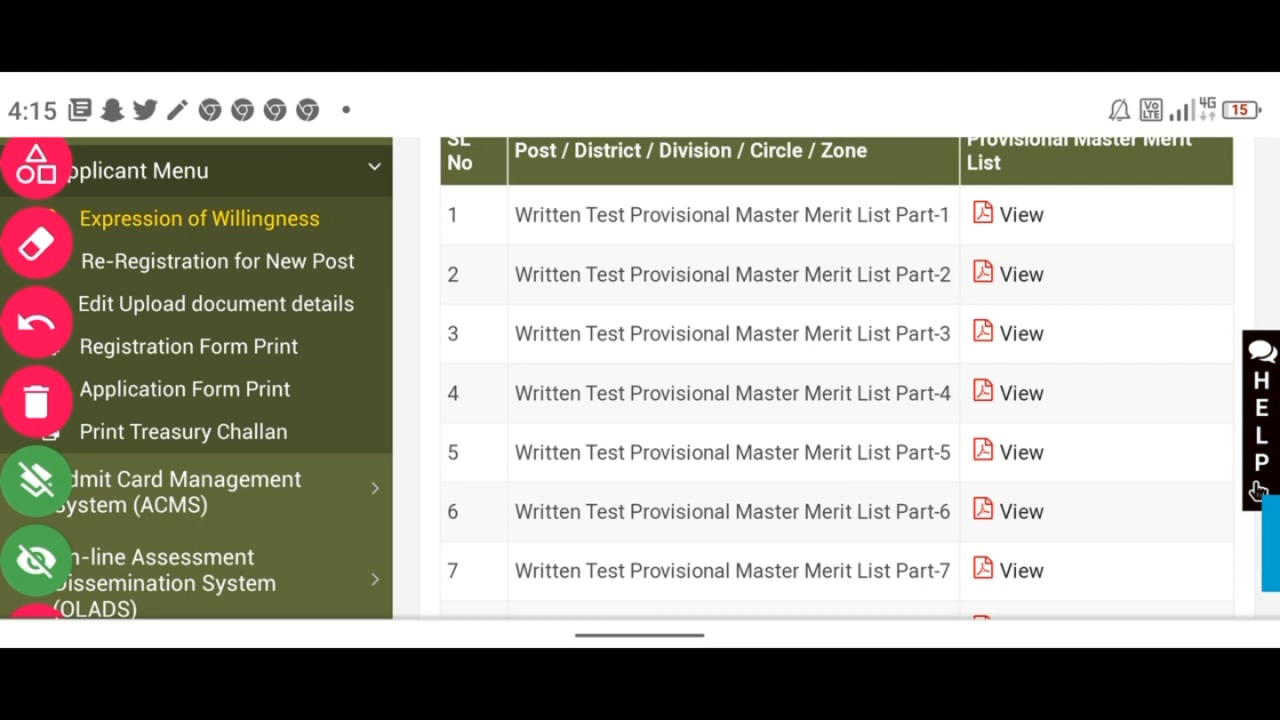 4:15
VO LTE
4G
15
pplicant Menu
Expression of Willingness
Re-Registration for New Post
Edit Upload document details
Registration Form Print
Application Form Print
Print Treasury Challan
dmit Card Management
System (ACMS)
n-line Assessment
Dissemination System
(OLADS)
SL
No
Post / District / Division / Circle / Zone
Provisional Master Merit
List
1 Written Test Provisional Master Merit List Part-1 View
2 Written Test Provisional Master Merit List Part-2 View
3 Written Test Provisional Master Merit List Part-3 View
4 Written Test Provisional Master Merit List Part-4 View
5 Written Test Provisional Master Merit List Part-5 View
6 Written Test Provisional Master Merit List Part-6 View
7 Written Test Provisional Master Merit List Part-7 View
HELP